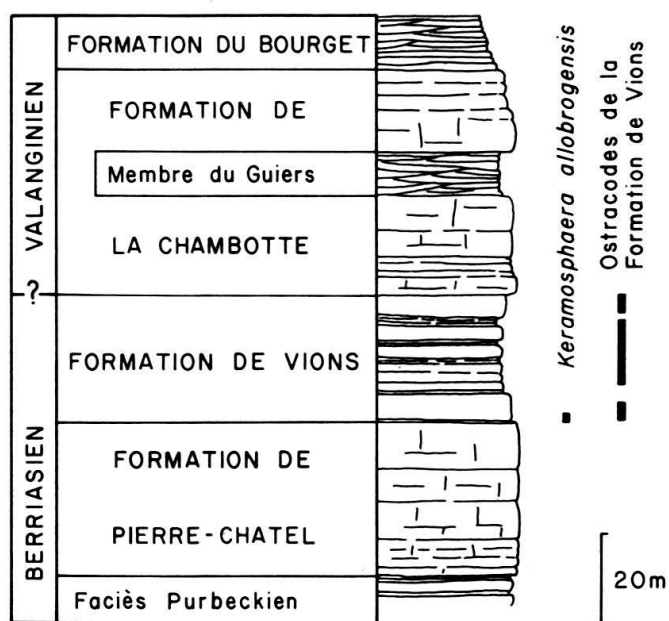 VALANGINIEN
?
BERRIASIEN
FORMATION DU BOURGET
FORMATION DE
Membre du Guiers
LA CHAMBOTTE
FORMATION DE VIONS
FORMATION DE
PIERRE-CHATEL
Faciès Purbeckien
Keramosphaera allobrogensis
Ostracodes de la
Formation de Vions
20m